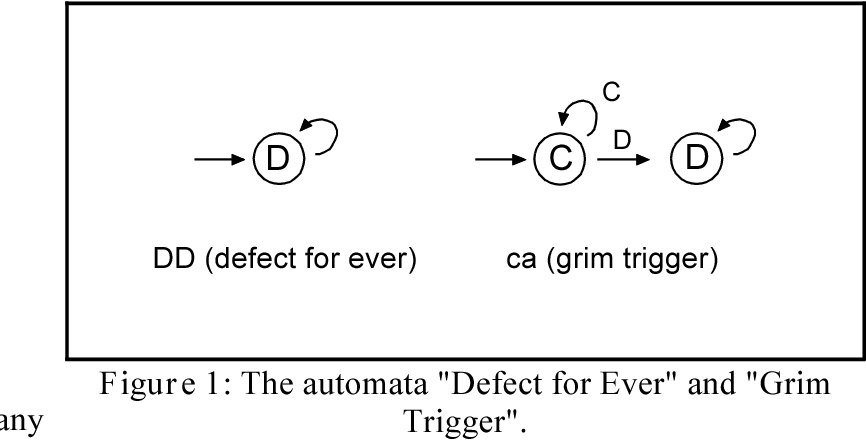 C
D C D D
DD (defect for ever) ca (grim trigger)
Figure 1: The automata "Defect for Ever" and "Grim
any Trigger".